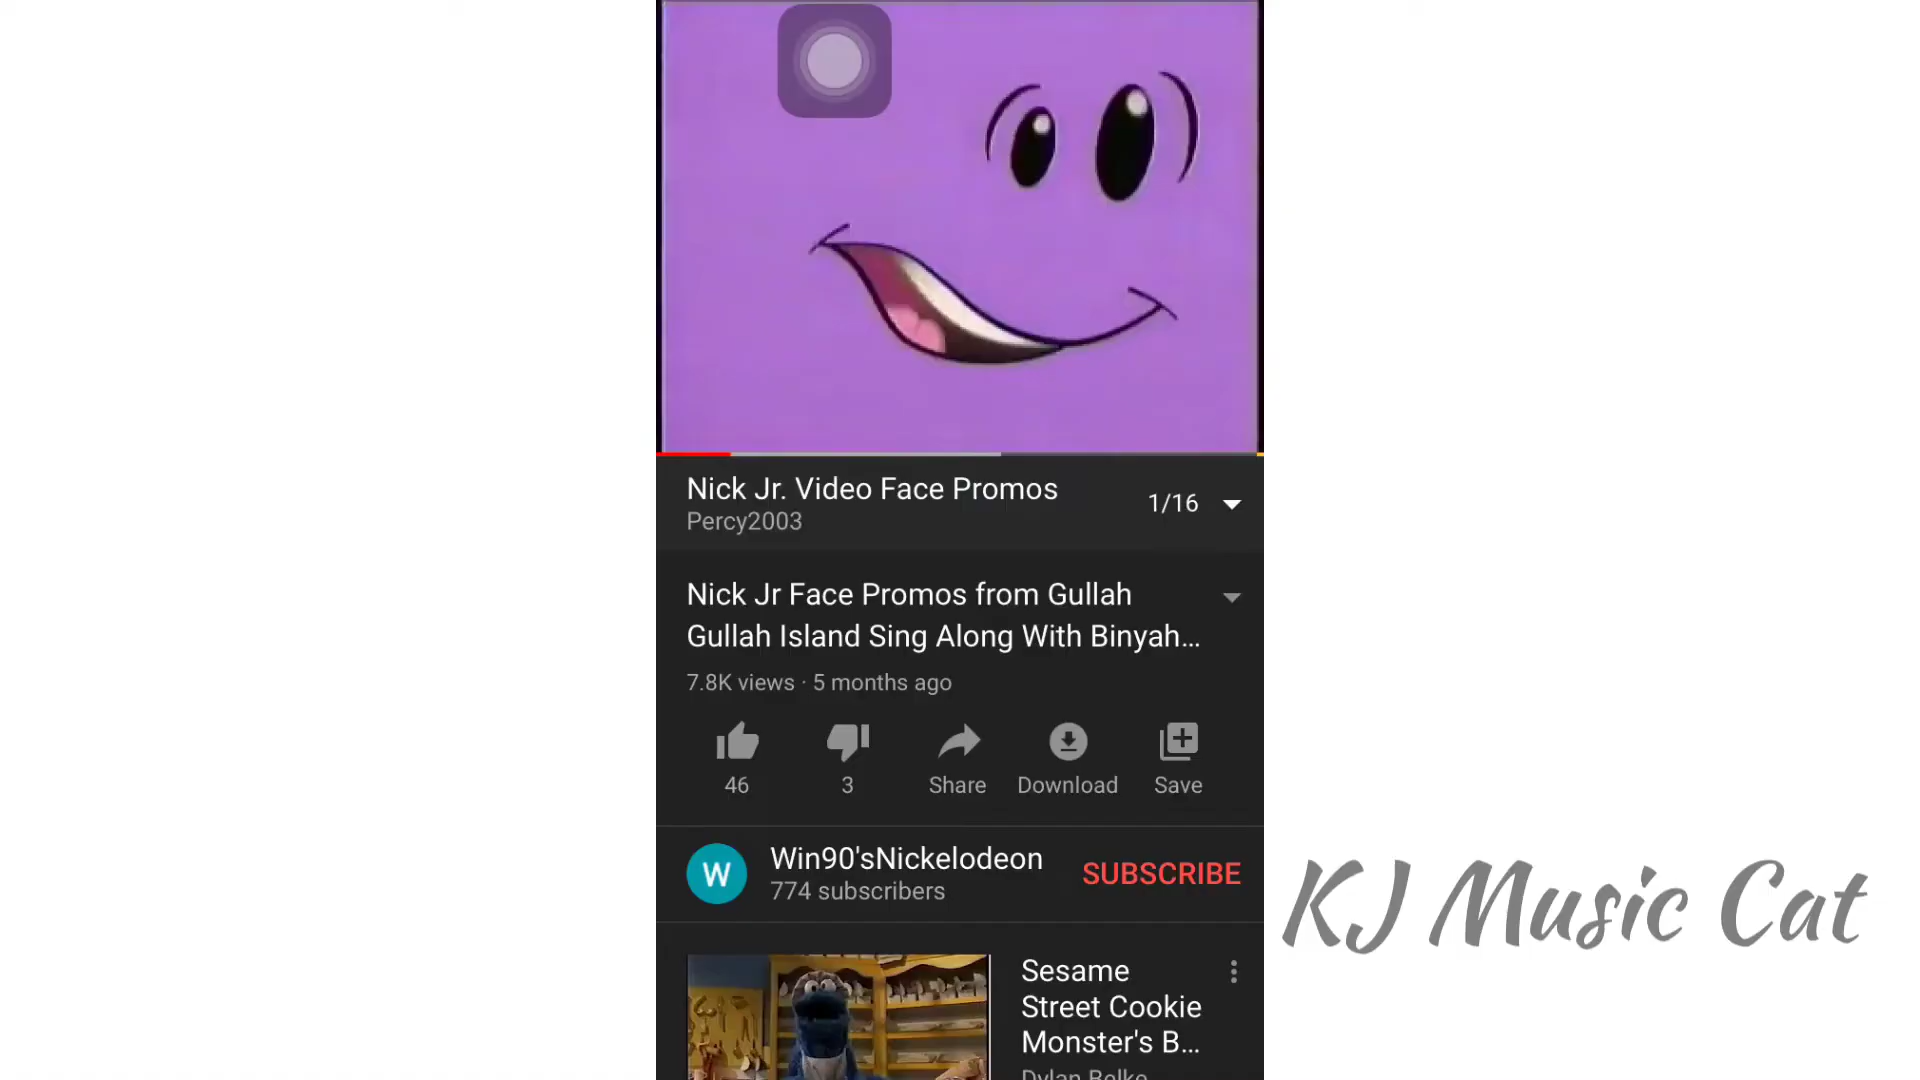 Nick Jr. Video Face Promos
Percy2003
1/16
Nick Jr Face Promos from Gullah
Gullah Island Sing Along With Binyah...
7.8K views · 5 months ago
46
3
Share
Download
Save
W
Win90'sNickelodeon
774 subscribers
SUBSCRIBE
KJ Music Cat
Sesame
Street Cookie
Monster's B...
Dylan Belke